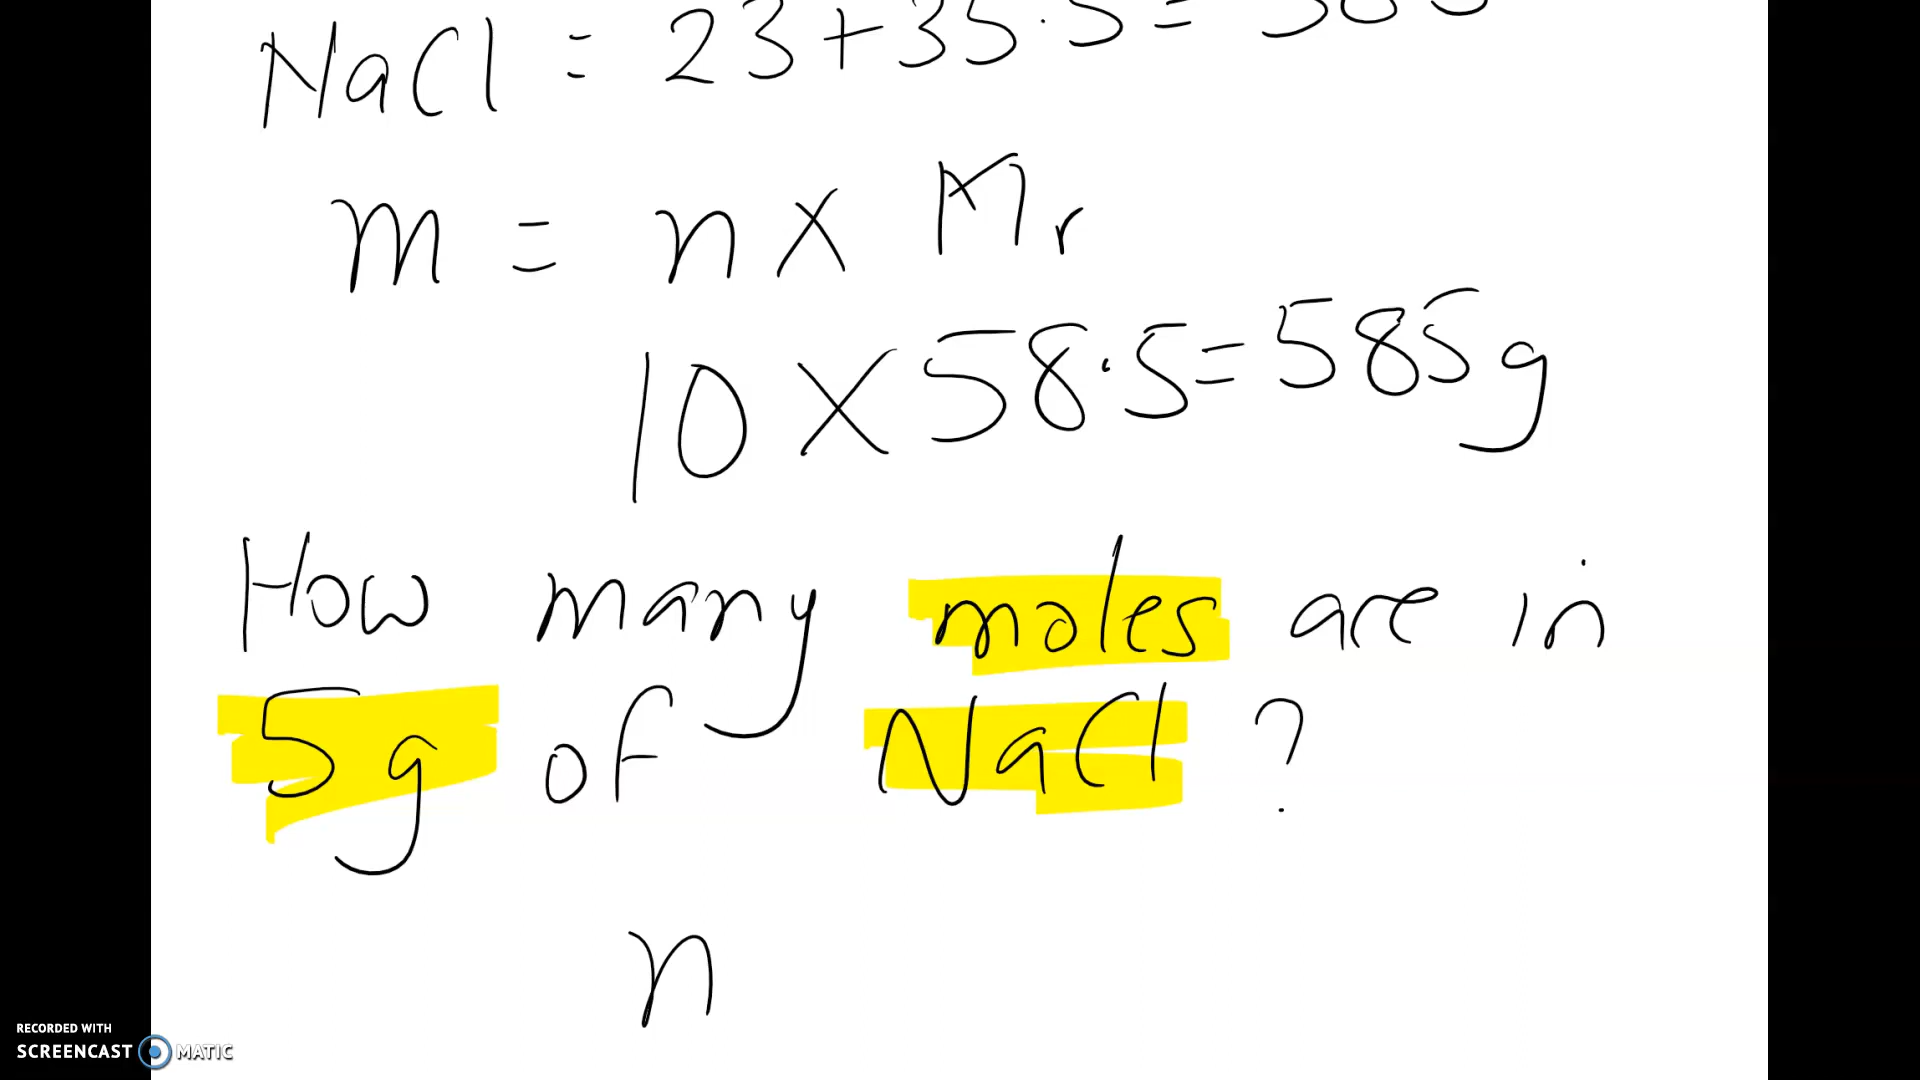 NaCl = 23+35.5=
m = n x Mr
10 x 58.5=585g
How many moles are in
5g of NaCl?
n
RECORDED WITH
SCREENCAST MATIC